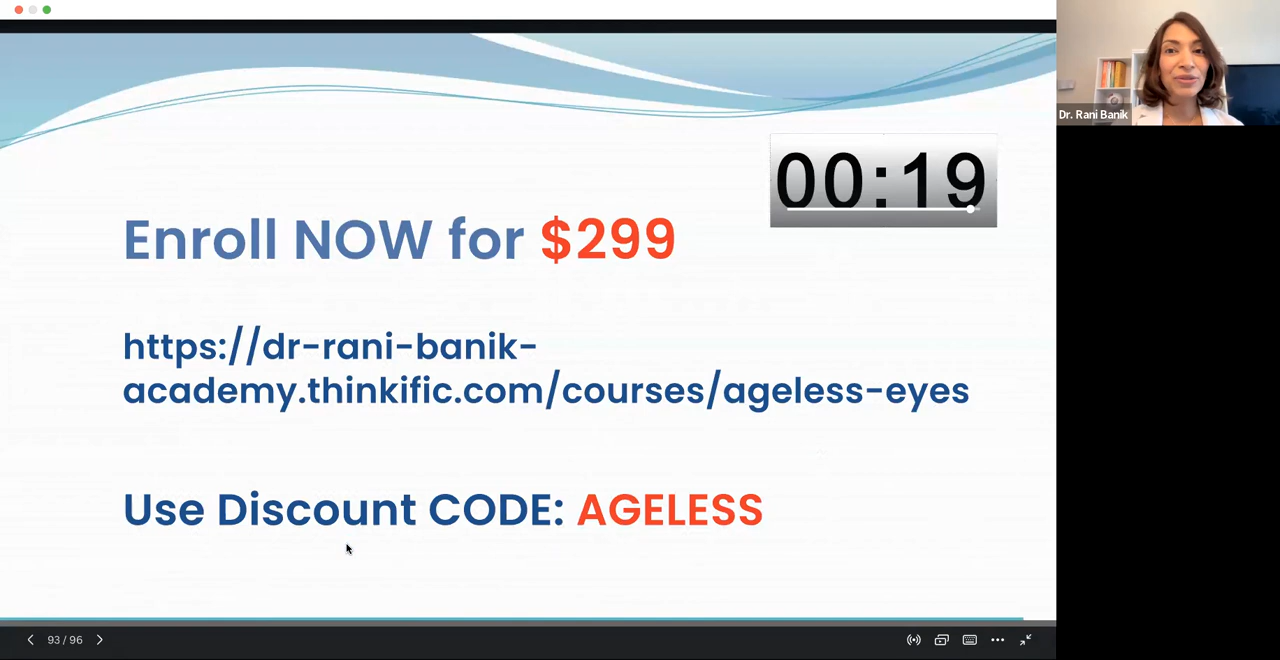 Dr. Rani Banik
00:19
Enroll NOW for $299
https://dr-rani-banik-
academy.thinkific.com/courses/ageless-eyes
Use Discount CODE: AGELESS
93 / 96